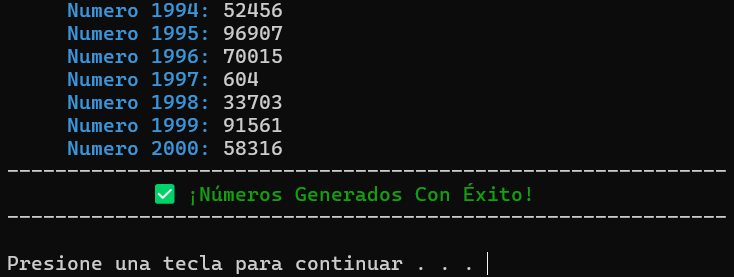 Numero 1994: 52456
Numero 1995: 96907
Numero 1996: 70015
Numero 1997: 604
Numero 1998: 33703
Numero 1999: 91561
Numero 2000: 58316
------------------------------------------------------------
✅ ¡Números Generados Con Éxito!
------------------------------------------------------------
Presione una tecla para continuar . . .